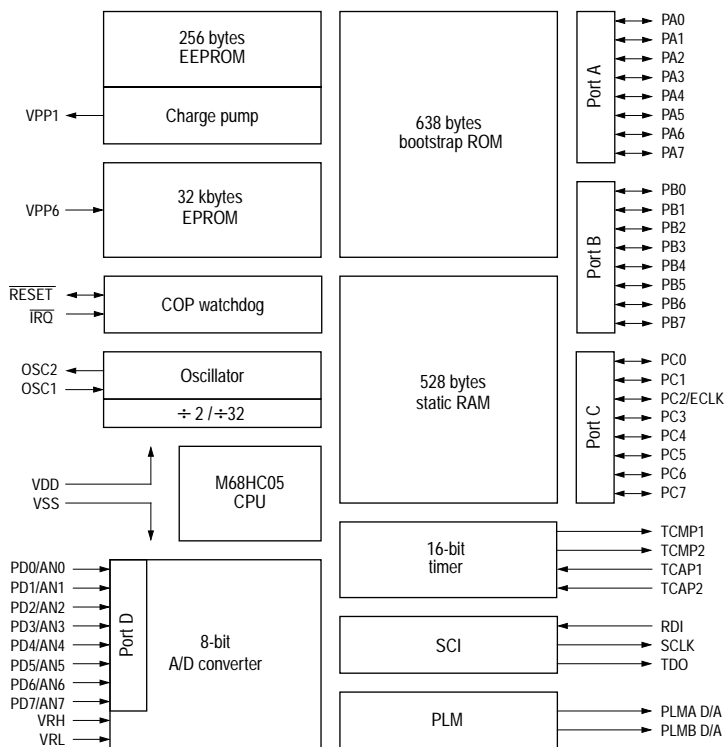 256 bytes
EEPROM
Charge pump
VPP1
32 kbytes
EPROM
VPP6
COP watchdog
RESET
IRQ
Oscillator
÷ 2 / ÷32
OSC2
OSC1
M68HC05
CPU
VDD
VSS
PD0/AN0
PD1/AN1
PD2/AN2
PD3/AN3
PD4/AN4
PD5/AN5
PD6/AN6
PD7/AN7
VRH
VRL
Port D
8-bit
A/D converter
638 bytes
bootstrap ROM
528 bytes
static RAM
16-bit
timer
SCI
PLM
Port A
PA0
PA1
PA2
PA3
PA4
PA5
PA6
PA7
Port B
PB0
PB1
PB2
PB3
PB4
PB5
PB6
PB7
Port C
PC0
PC1
PC2/ECLK
PC3
PC4
PC5
PC6
PC7
TCMP1
TCMP2
TCAP1
TCAP2
RDI
SCLK
TDO
PLMA D/A
PLMB D/A